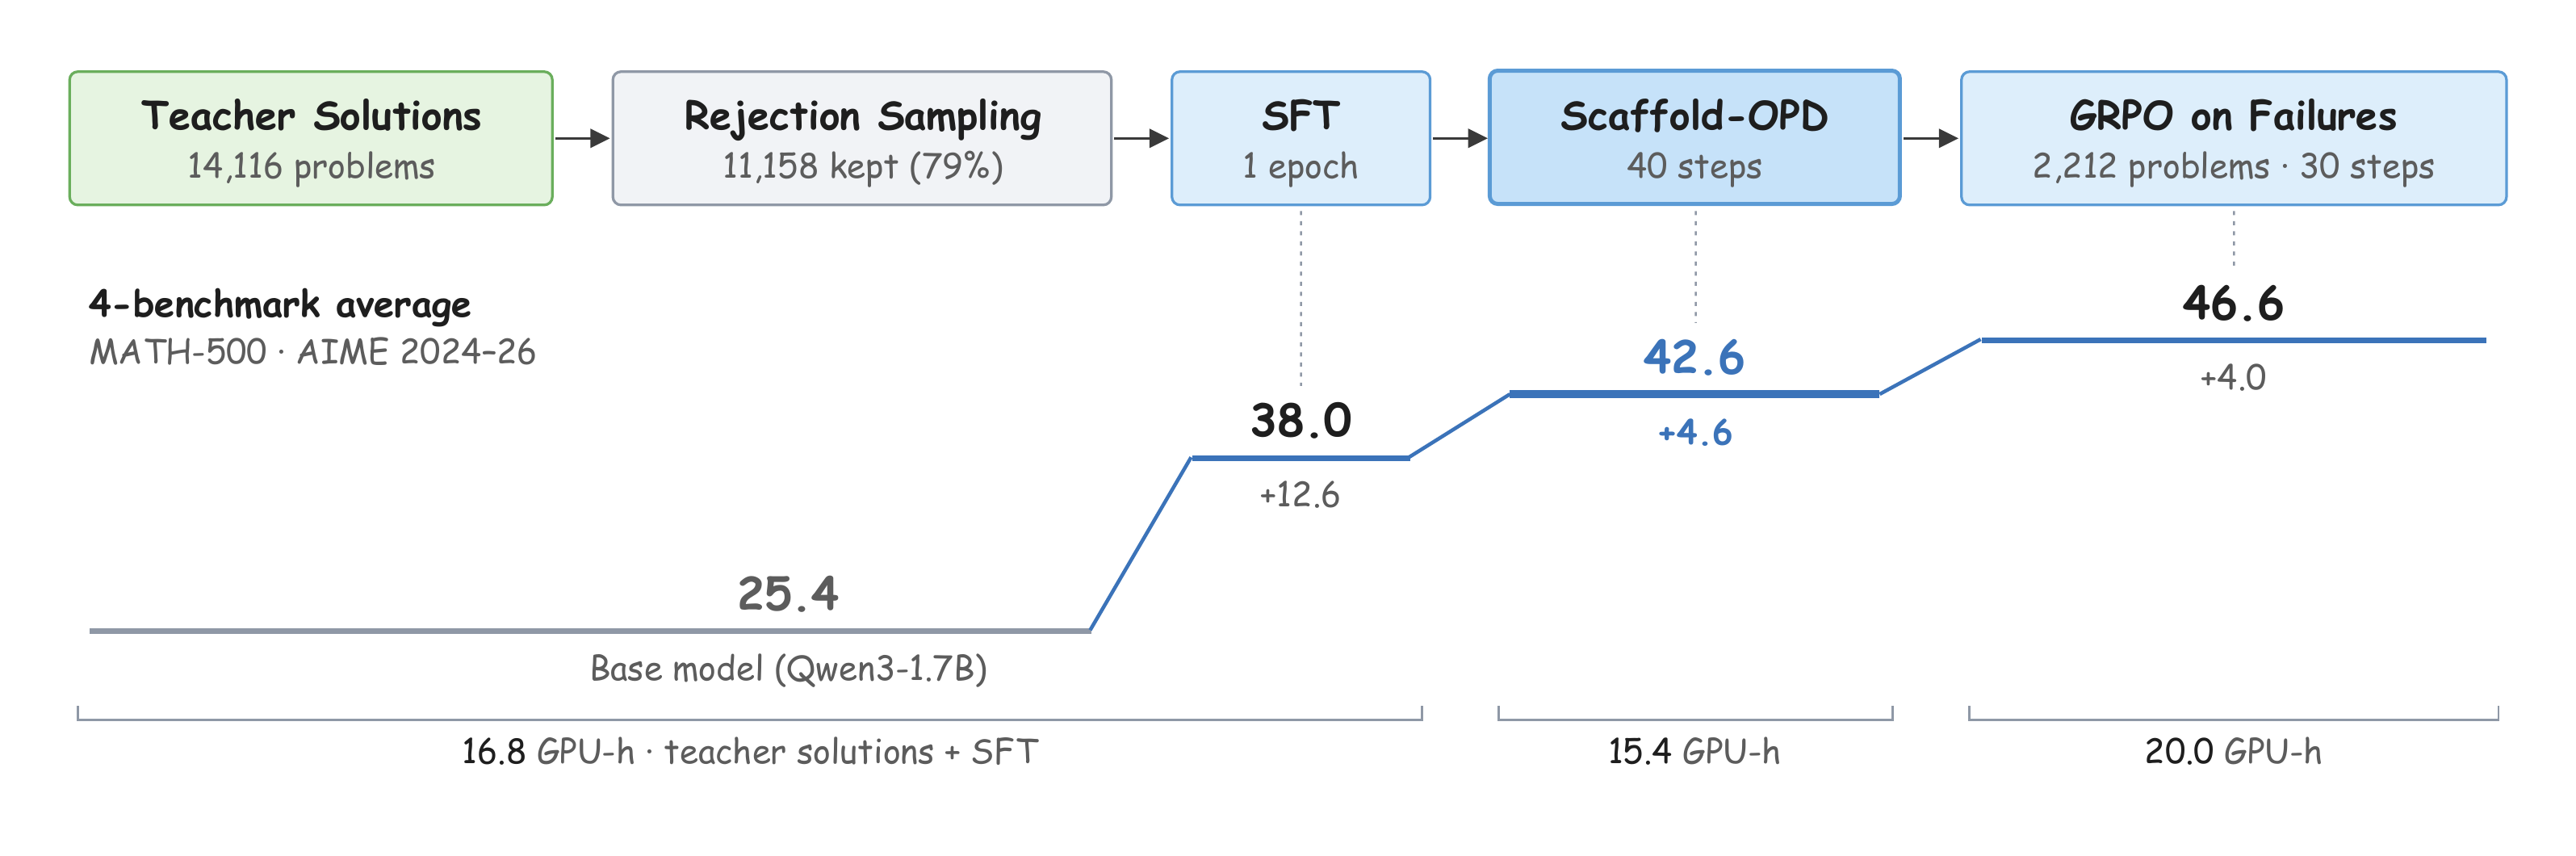 Teacher Solutions
14,116 problems
Rejection Sampling
11,158 kept (79%)
SFT
1 epoch
Scaffold-OPD
40 steps
GRPO on Failures
2,212 problems · 30 steps
4-benchmark average
MATH-500 · AIME 2024–26
46.6
+4.0
42.6
+4.6
38.0
+12.6
25.4
Base model (Qwen3-1.7B)
16.8 GPU-h · teacher solutions + SFT
15.4 GPU-h
20.0 GPU-h